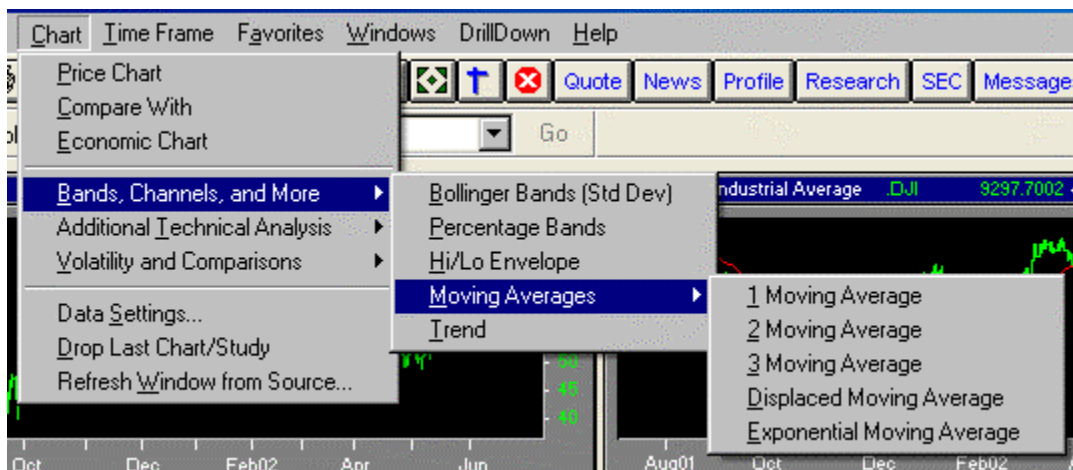 Chart Time Frame Favorites Windows DrillDown Help
Quote News Profile Research SEC Message
Go
Price Chart
Compare With
Economic Chart
Bands, Channels, and More
Additional Technical Analysis
Volatility and Comparisons
Data Settings...
Drop Last Chart/Study
Refresh Window from Source...
Bollinger Bands (Std Dev)
Percentage Bands
Hi/Lo Envelope
Moving Averages
Trend
ndustrial Average .DJI 9297.7002
1 Moving Average
2 Moving Average
3 Moving Average
Displaced Moving Average
Exponential Moving Average
50
45
40
Oct Dec Feb02 Apr Jun
Aug01 Oct Dec Feb02